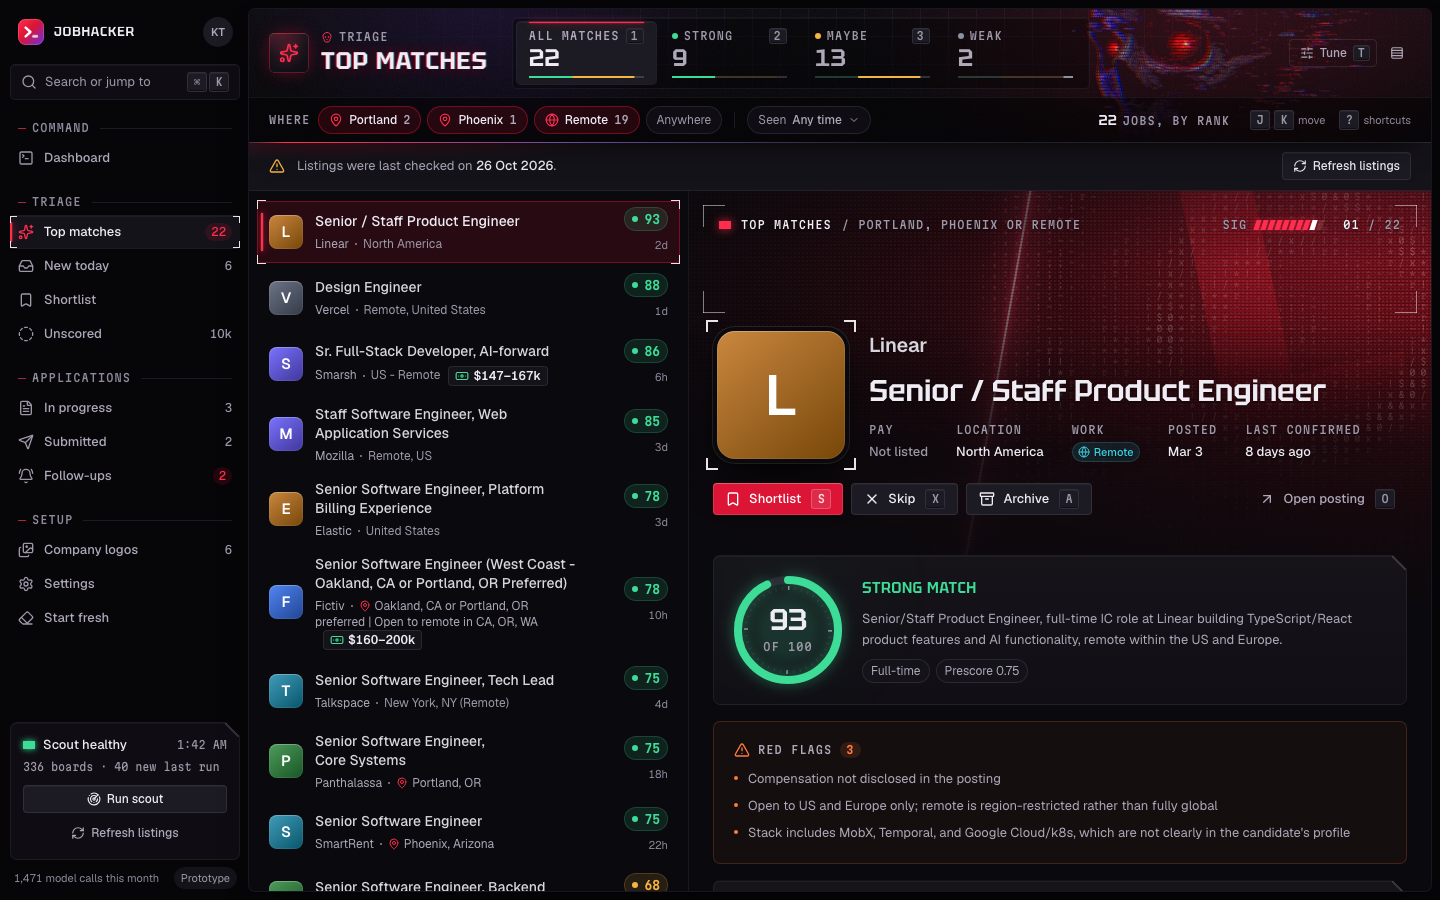 JOBHACKER
KT
Search or jump to ⌘ K
COMMAND
Dashboard
TRIAGE
Top matches 22
New today 6
Shortlist
Unscored 10k
APPLICATIONS
In progress 3
Submitted 2
Follow-ups 2
SETUP
Company logos 6
Settings
Start fresh
Scout healthy 1:42 AM
336 boards · 40 new last run
Run scout
Refresh listings
1,471 model calls this month Prototype
TRIAGE
TOP MATCHES
ALL MATCHES 1
22
STRONG 2
9
MAYBE 3
13
WEAK
2
Tune T
WHERE Portland 2 Phoenix 1 Remote 19 Anywhere Seen Any time
22 JOBS, BY RANK J K move ? shortcuts
Listings were last checked on 26 Oct 2026.
Refresh listings
L
Senior / Staff Product Engineer
Linear · North America
93
2d
V
Design Engineer
Vercel · Remote, United States
88
1d
S
Sr. Full-Stack Developer, AI-forward
Smarsh · US - Remote $147–167k
86
6h
M
Staff Software Engineer, Web
Application Services
Mozilla · Remote, US
85
3d
E
Senior Software Engineer, Platform
Billing Experience
Elastic · United States
78
3d
F
Senior Software Engineer (West Coast -
Oakland, CA or Portland, OR Preferred)
Fictiv · Oakland, CA or Portland, OR
preferred | Open to remote in CA, OR, WA
$160–200k
78
10h
T
Senior Software Engineer, Tech Lead
Talkspace · New York, NY (Remote)
75
4d
P
Senior Software Engineer,
Core Systems
Panthalassa · Portland, OR
75
18h
S
Senior Software Engineer
SmartRent · Phoenix, Arizona
75
22h
Senior Software Engineer, Backend
68
TOP MATCHES / PORTLAND, PHOENIX OR REMOTE
SIG 01 / 22
L
Linear
Senior / Staff Product Engineer
PAY LOCATION WORK POSTED LAST CONFIRMED
Not listed North America Remote Mar 3 8 days ago
Shortlist S Skip X Archive A Open posting O
93
OF 100
STRONG MATCH
Senior/Staff Product Engineer, full-time IC role at Linear building TypeScript/React
product features and AI functionality, remote within the US and Europe.
Full-time Prescore 0.75
RED FLAGS 3
• Compensation not disclosed in the posting
• Open to US and Europe only; remote is region-restricted rather than fully global
• Stack includes MobX, Temporal, and Google Cloud/k8s, which are not clearly in the candidate's profile